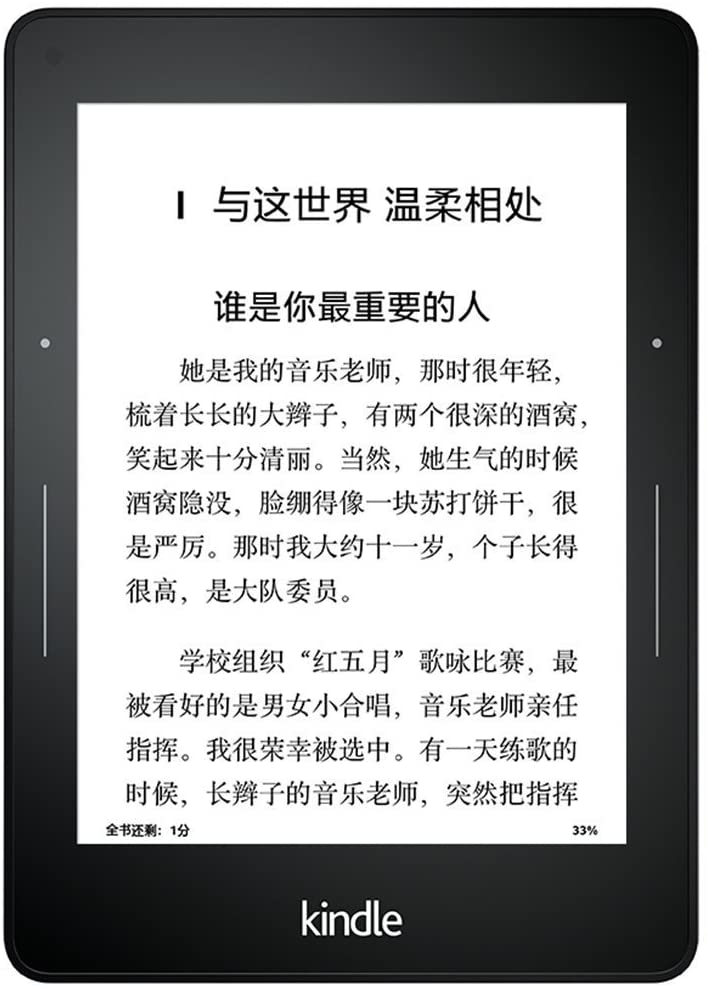 I 与这世界 温柔相处
谁是你最重要的人
她是我的音乐老师，那时很年轻，
梳着长长的大辫子，有两个很深的酒窝，
笑起来十分清丽。当然，她生气的时候
酒窝隐没，脸绷得像一块苏打饼干，很
是严厉。那时我大约十一岁，个子长得
很高，是大队委员。
学校组织“红五月”歌咏比赛，最
被看好的是男女小合唱，音乐老师亲任
指挥。我很荣幸被选中。有一天练歌的
时候，长辫子的音乐老师，突然把指挥
全书还剩：1分 33%
kindle